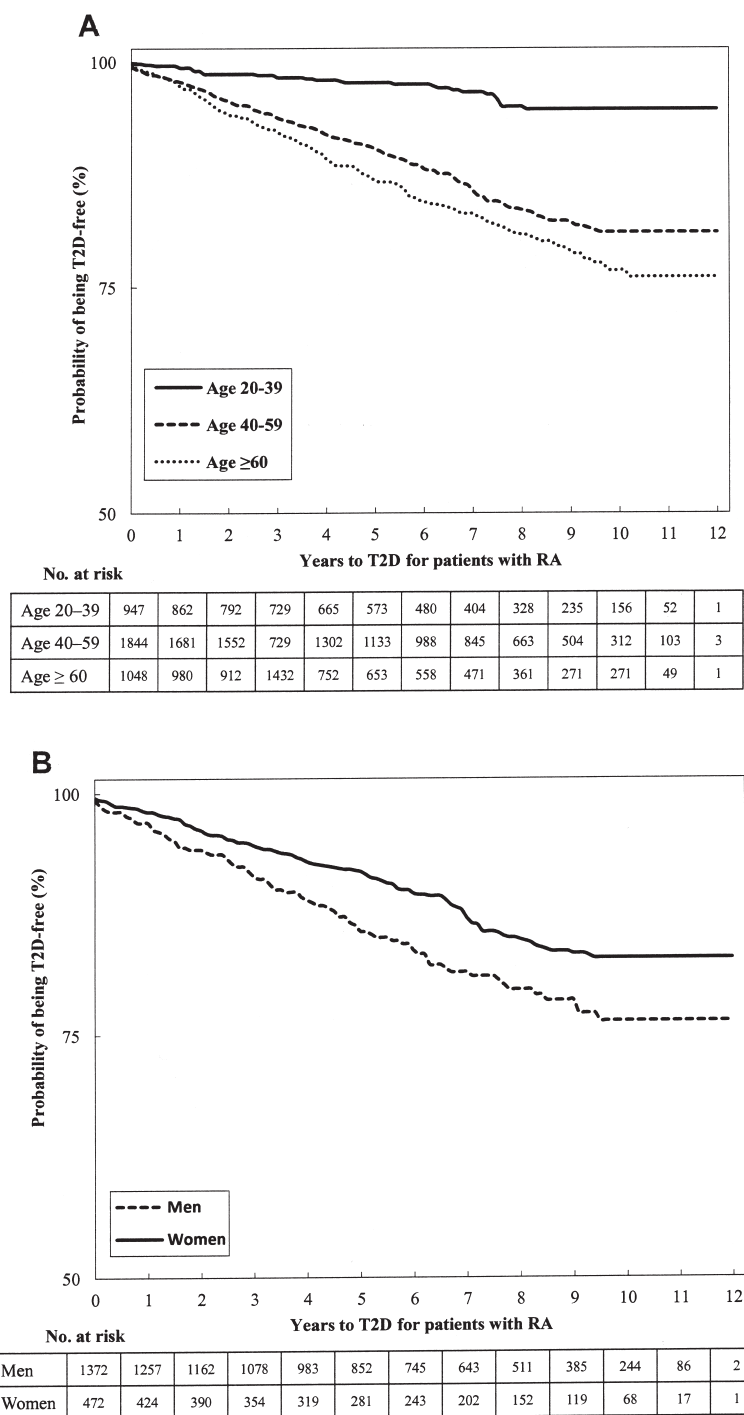 A
100
75
50
Probability of being T2D-free (%)
Age 20-39
Age 40-59
Age ≥60
0 1 2 3 4 5 6 7 8 9 10 11 12
Years to T2D for patients with RA
No. at risk
Age 20–39 947 862 792 729 665 573 480 404 328 235 156 52 1
Age 40–59 1844 1681 1552 729 1302 1133 988 845 663 504 312 103 3
Age ≥ 60 1048 980 912 1432 752 653 558 471 361 271 271 49 1
B
100
75
50
Probability of being T2D-free (%)
Men
Women
0 1 2 3 4 5 6 7 8 9 10 11 12
Years to T2D for patients with RA
No. at risk
Men 1372 1257 1162 1078 983 852 745 643 511 385 244 86 2
Women 472 424 390 354 319 281 243 202 152 119 68 17 1